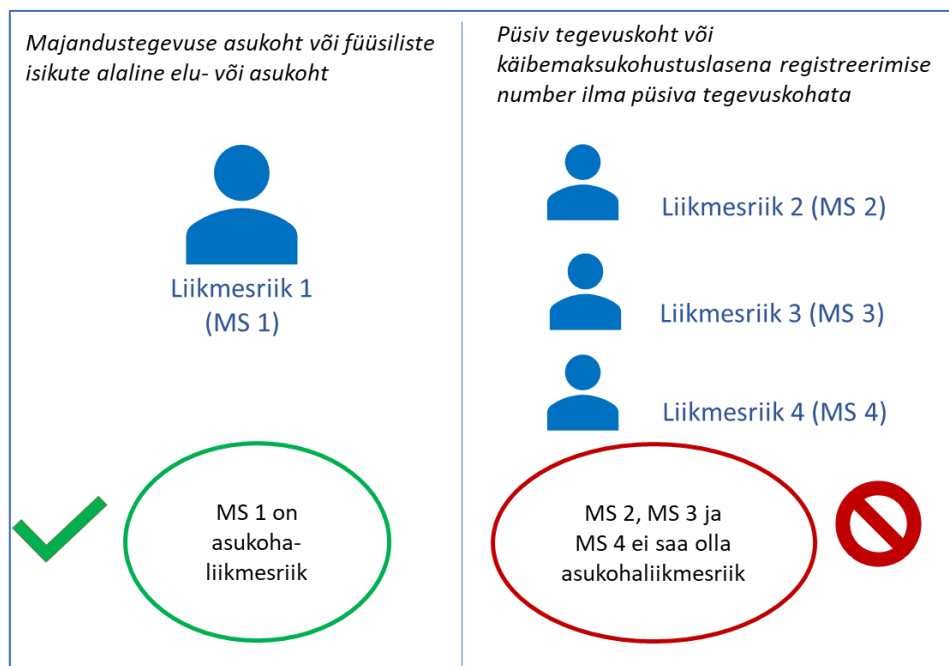 Majandustegevuse asukoht või füüsiliste
isikute alaline elu- või asukoht
Liikmesriik 1
(MS 1)
MS 1 on
asukoha-
liikmesriik
Püsiv tegevuskoht või
käibemaksukohustuslasena registreerimise
number ilma püsiva tegevuskohata
Liikmesriik 2 (MS 2)
Liikmesriik 3 (MS 3)
Liikmesriik 4 (MS 4)
MS 2, MS 3 ja
MS 4 ei saa olla
asukohaliikmesriik